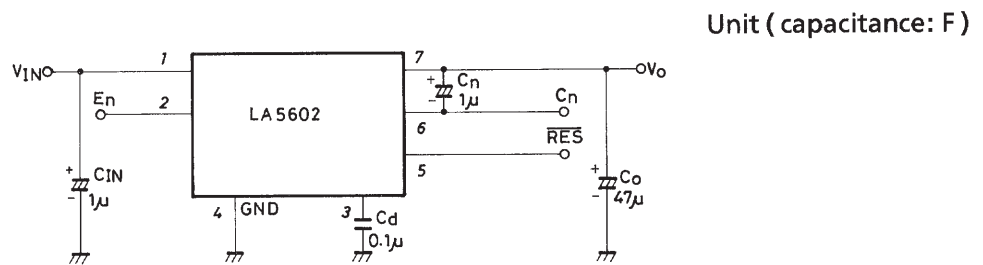 Unit ( capacitance: F )
VIN
1
7
Vo
+
Cn
-
1μ
En
2
LA5602
Cn
6
RES
5
+
CIN
-
1μ
4
GND
3
Cd
0.1μ
+
Co
-
47μ